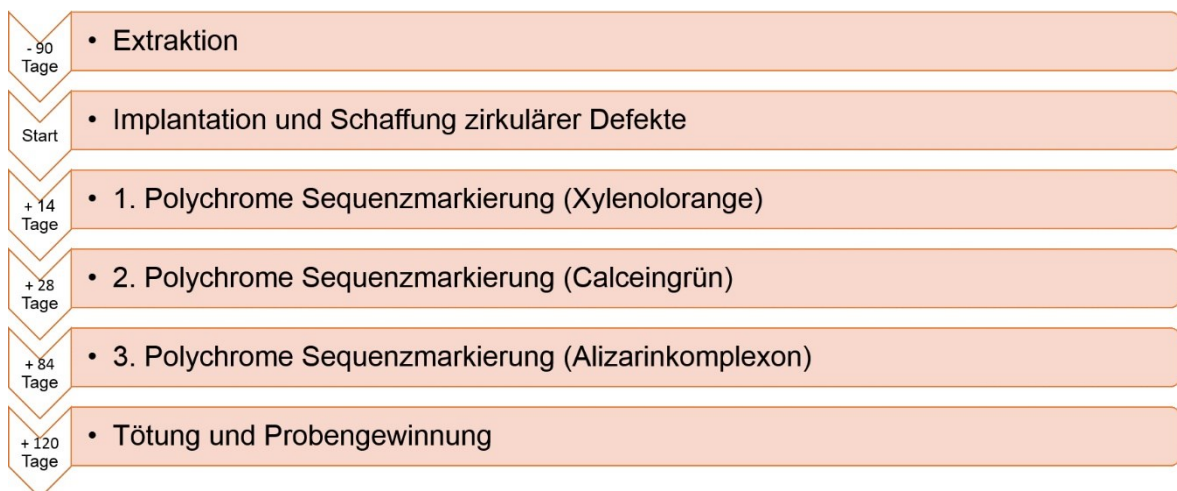 - 90
Tage
• Extraktion
Start
• Implantation und Schaffung zirkulärer Defekte
+ 14
Tage
• 1. Polychrome Sequenzmarkierung (Xylenolorange)
+ 28
Tage
• 2. Polychrome Sequenzmarkierung (Calceingrün)
+ 84
Tage
• 3. Polychrome Sequenzmarkierung (Alizarinkomplexon)
+ 120
Tage
• Tötung und Probengewinnung